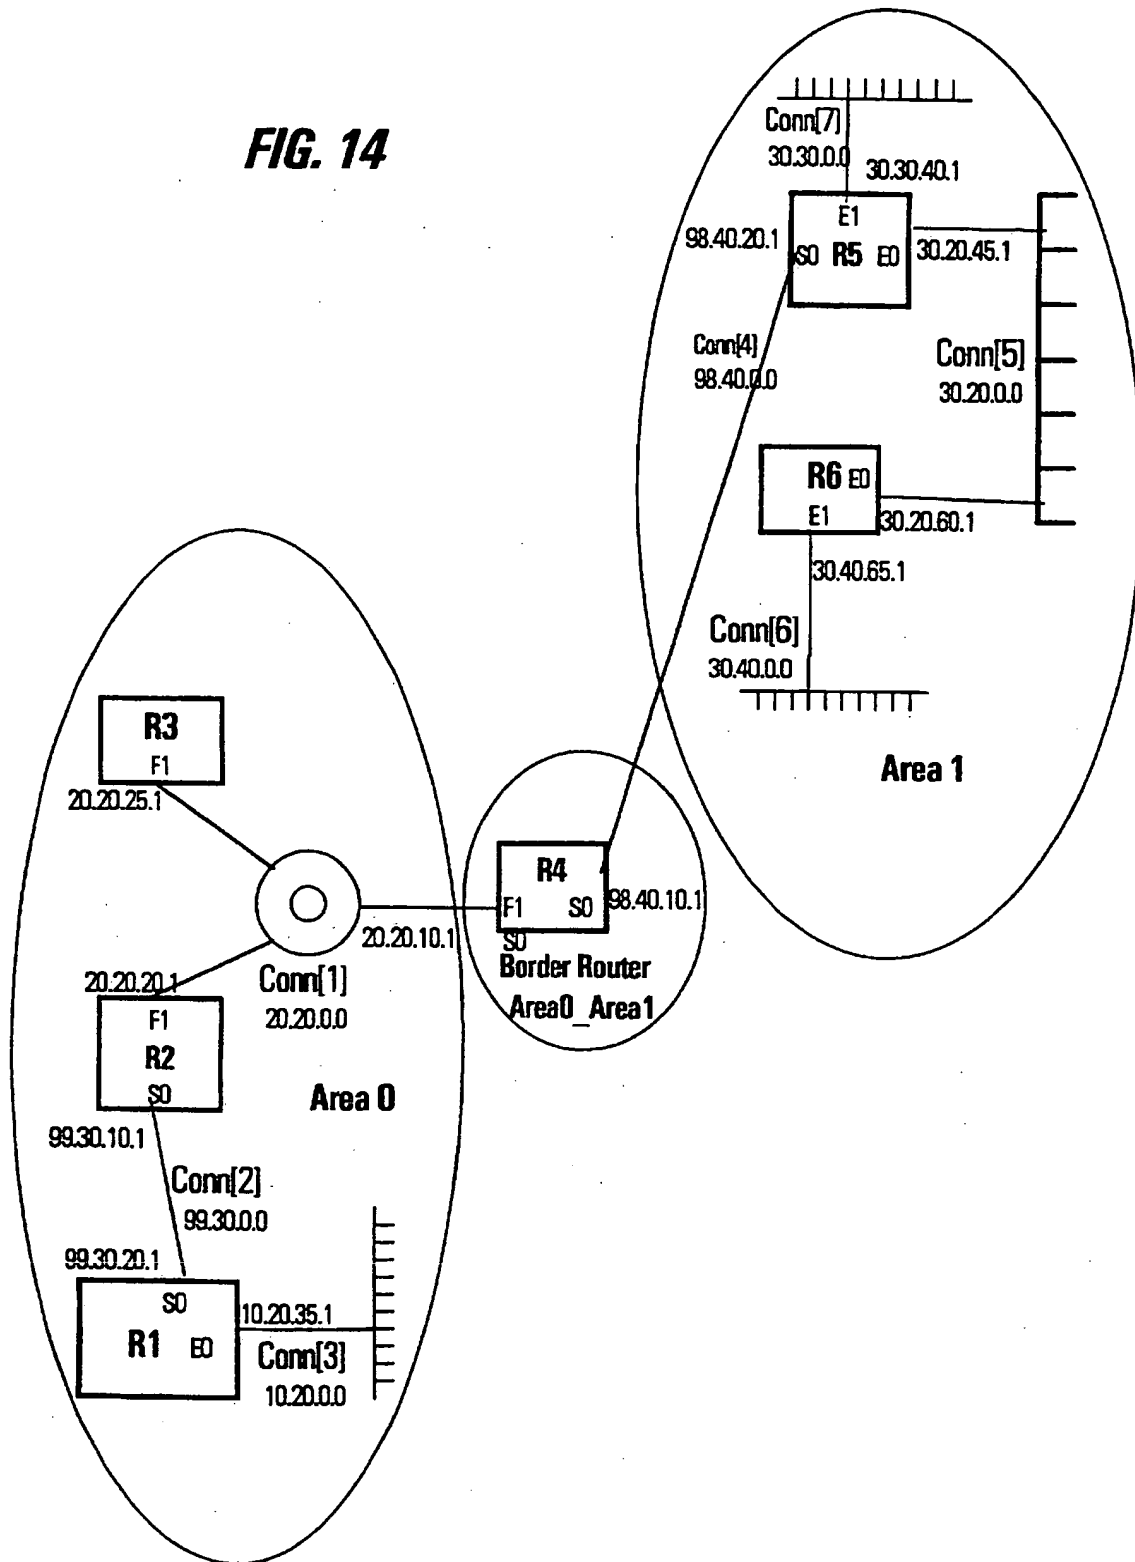 FIG. 14
Conn[7]
30.30.0.0
30.30.40.1
E1
98.40.20.1
S0 R5 E0
30.20.45.1
Conn[4]
98.40.0.0
Conn[5]
30.20.0.0
R6 E0
E1
30.20.60.1
30.40.65.1
Conn[6]
30.40.0.0
Area 1
R3
F1
20.20.25.1
R4
F1 S0
98.40.10.1
S0
20.20.10.1
Border Router
Area0_Area1
20.20.20.1
Conn[1]
20.20.0.0
F1
R2
S0
Area 0
99.30.10.1
Conn[2]
99.30.0.0
99.30.20.1
S0
R1 E0
10.20.35.1
Conn[3]
10.20.0.0